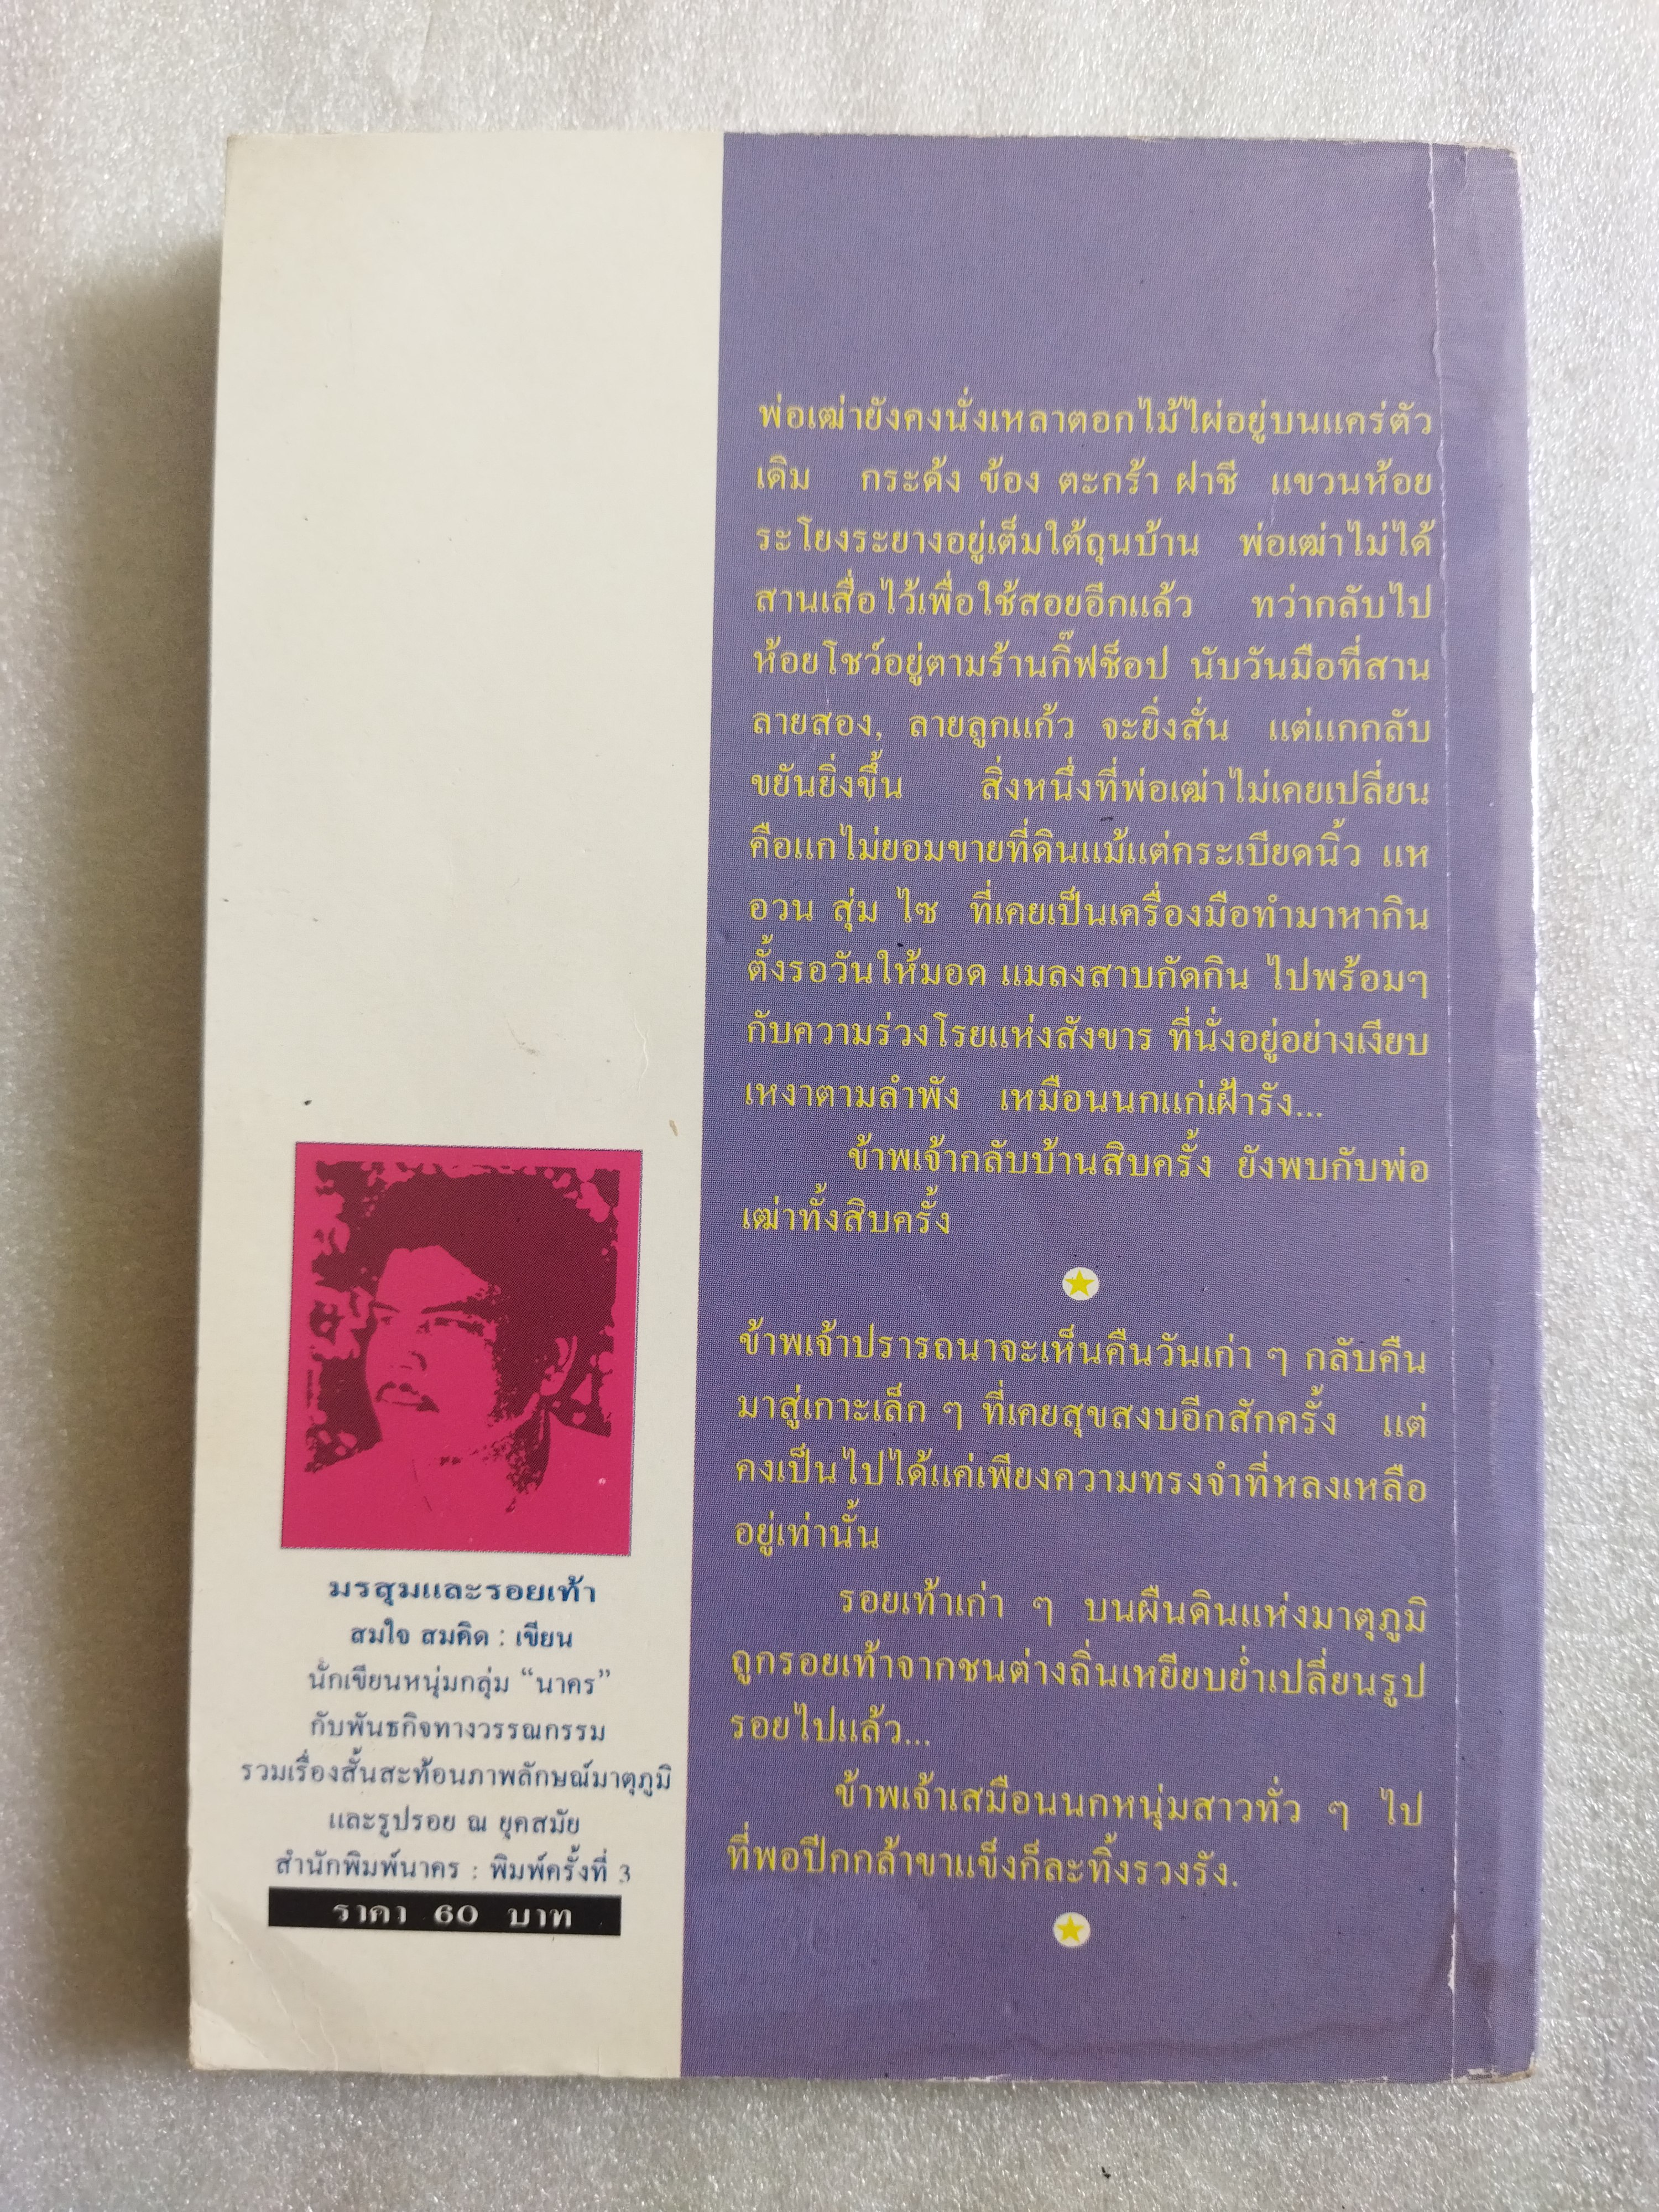 พ่อเฒ่ายังคงนั่งเหลาตอกไม้ไผ่อยู่บนแคร่ตัว
เดิม กระด้ง ข้อง ตะกร้า ฝาชี แขวนห้อย
ระโยงระยางอยู่เต็มใต้ถุนบ้าน พ่อเฒ่าไม่ได้
สานเสื่อไว้เพื่อใช้สอยอีกแล้ว ทว่ากลับไป
ห้อยโชว์อยู่ตามร้านกิ๊ฟช็อป นับวันมือที่สาน
ลายสอง, ลายลูกแก้ว จะยิ่งสั่น แต่แกกลับ
ขยันยิ่งขึ้น สิ่งหนึ่งที่พ่อเฒ่าไม่เคยเปลี่ยน
คือแกไม่ยอมขายที่ดินแม้แต่กระเบียดนิ้ว แห
อวน สุ่ม ไซ ที่เคยเป็นเครื่องมือทำมาหากิน
ตั้งรอวันให้มอด แมลงสาบกัดกิน ไปพร้อมๆ
กับความร่วงโรยแห่งสังขาร ที่นั่งอยู่อย่างเงียบ
เหงาตามลำพัง เหมือนนกแก่เฝ้ารัง...
ข้าพเจ้ากลับบ้านสิบครั้ง ยังพบกับพ่อ
เฒ่าทั้งสิบครั้ง
ข้าพเจ้าปรารถนาจะเห็นคืนวันเก่า ๆ กลับคืน
มาสู่เกาะเล็ก ๆ ที่เคยสุขสงบอีกสักครั้ง แต่
คงเป็นไปได้แค่เพียงความทรงจำที่หลงเหลือ
อยู่เท่านั้น
รอยเท้าเก่า ๆ บนผืนดินแห่งมาตุภูมิ
ถูกรอยเท้าจากชนต่างถิ่นเหยียบย่ำเปลี่ยนรูป
รอยไปแล้ว...
ข้าพเจ้าเสมือนนกหนุ่มสาวทั่ว ๆ ไป
ที่พอปีกกล้าขาแข็งก็ละทิ้งรวงรัง.
มรสุมและรอยเท้า
สมใจ สมคิด : เขียน
นักเขียนหนุ่มกลุ่ม “นาคร”
กับพันธกิจทางวรรณกรรม
รวมเรื่องสั้นสะท้อนภาพลักษณ์มาตุภูมิ
และรูปรอย ณ ยุคสมัย
สำนักพิมพ์นาคร : พิมพ์ครั้งที่ 3
ราคา 60 บาท